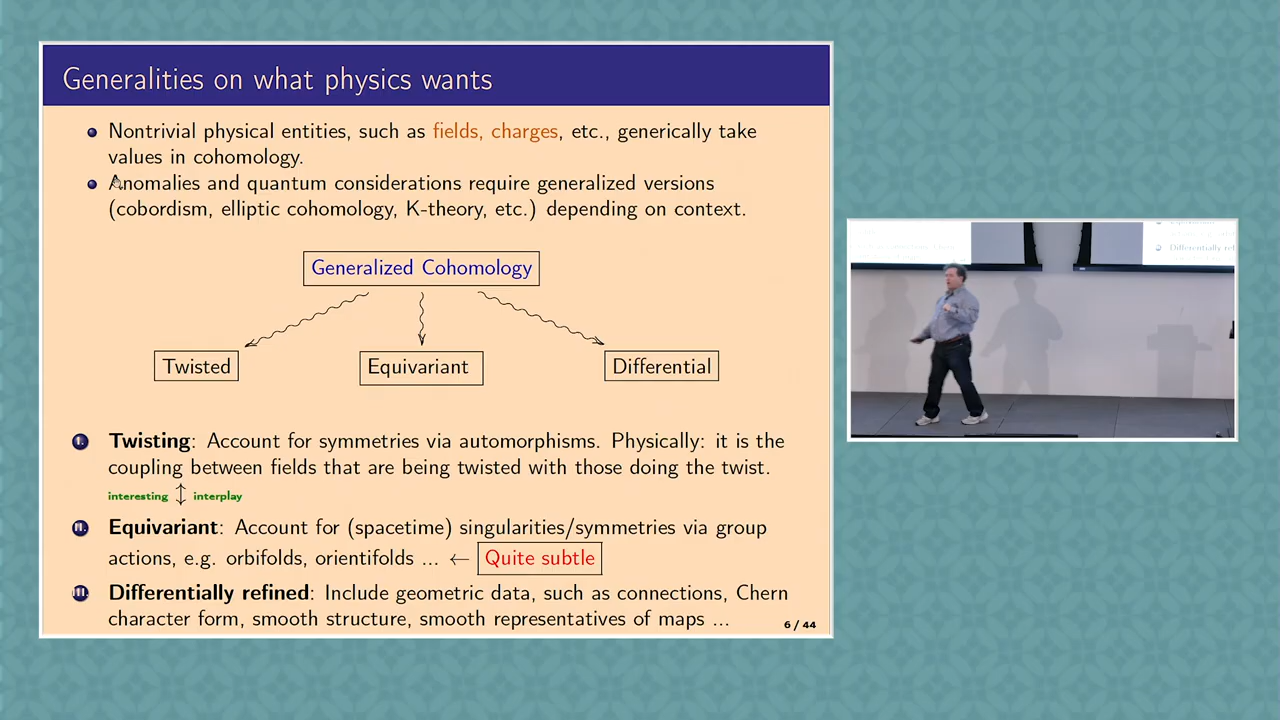 Generalities on what physics wants
Nontrivial physical entities, such as fields, charges, etc., generically take
values in cohomology.
Anomalies and quantum considerations require generalized versions
(cobordism, elliptic cohomology, K-theory, etc.) depending on context.
Generalized Cohomology
Twisted Equivariant Differential
I. Twisting: Account for symmetries via automorphisms. Physically: it is the
coupling between fields that are being twisted with those doing the twist.
interesting ↕ interplay
II. Equivariant: Account for (spacetime) singularities/symmetries via group
actions, e.g. orbifolds, orientifolds ... ← Quite subtle
III. Differentially refined: Include geometric data, such as connections, Chern
character form, smooth structure, smooth representatives of maps ...
6 / 44
Differentially ref